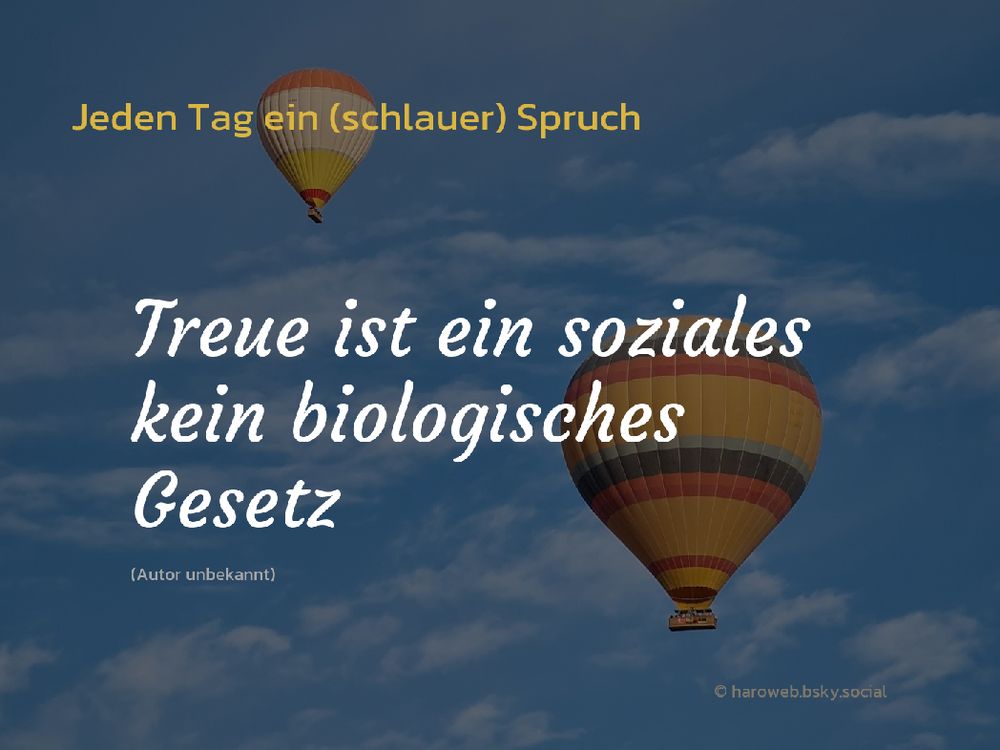 Jeden Tag ein (schlauer) Spruch
Treue ist ein soziales
kein biologisches
Gesetz
(Autor unbekannt)
© haroweb.bsky.social